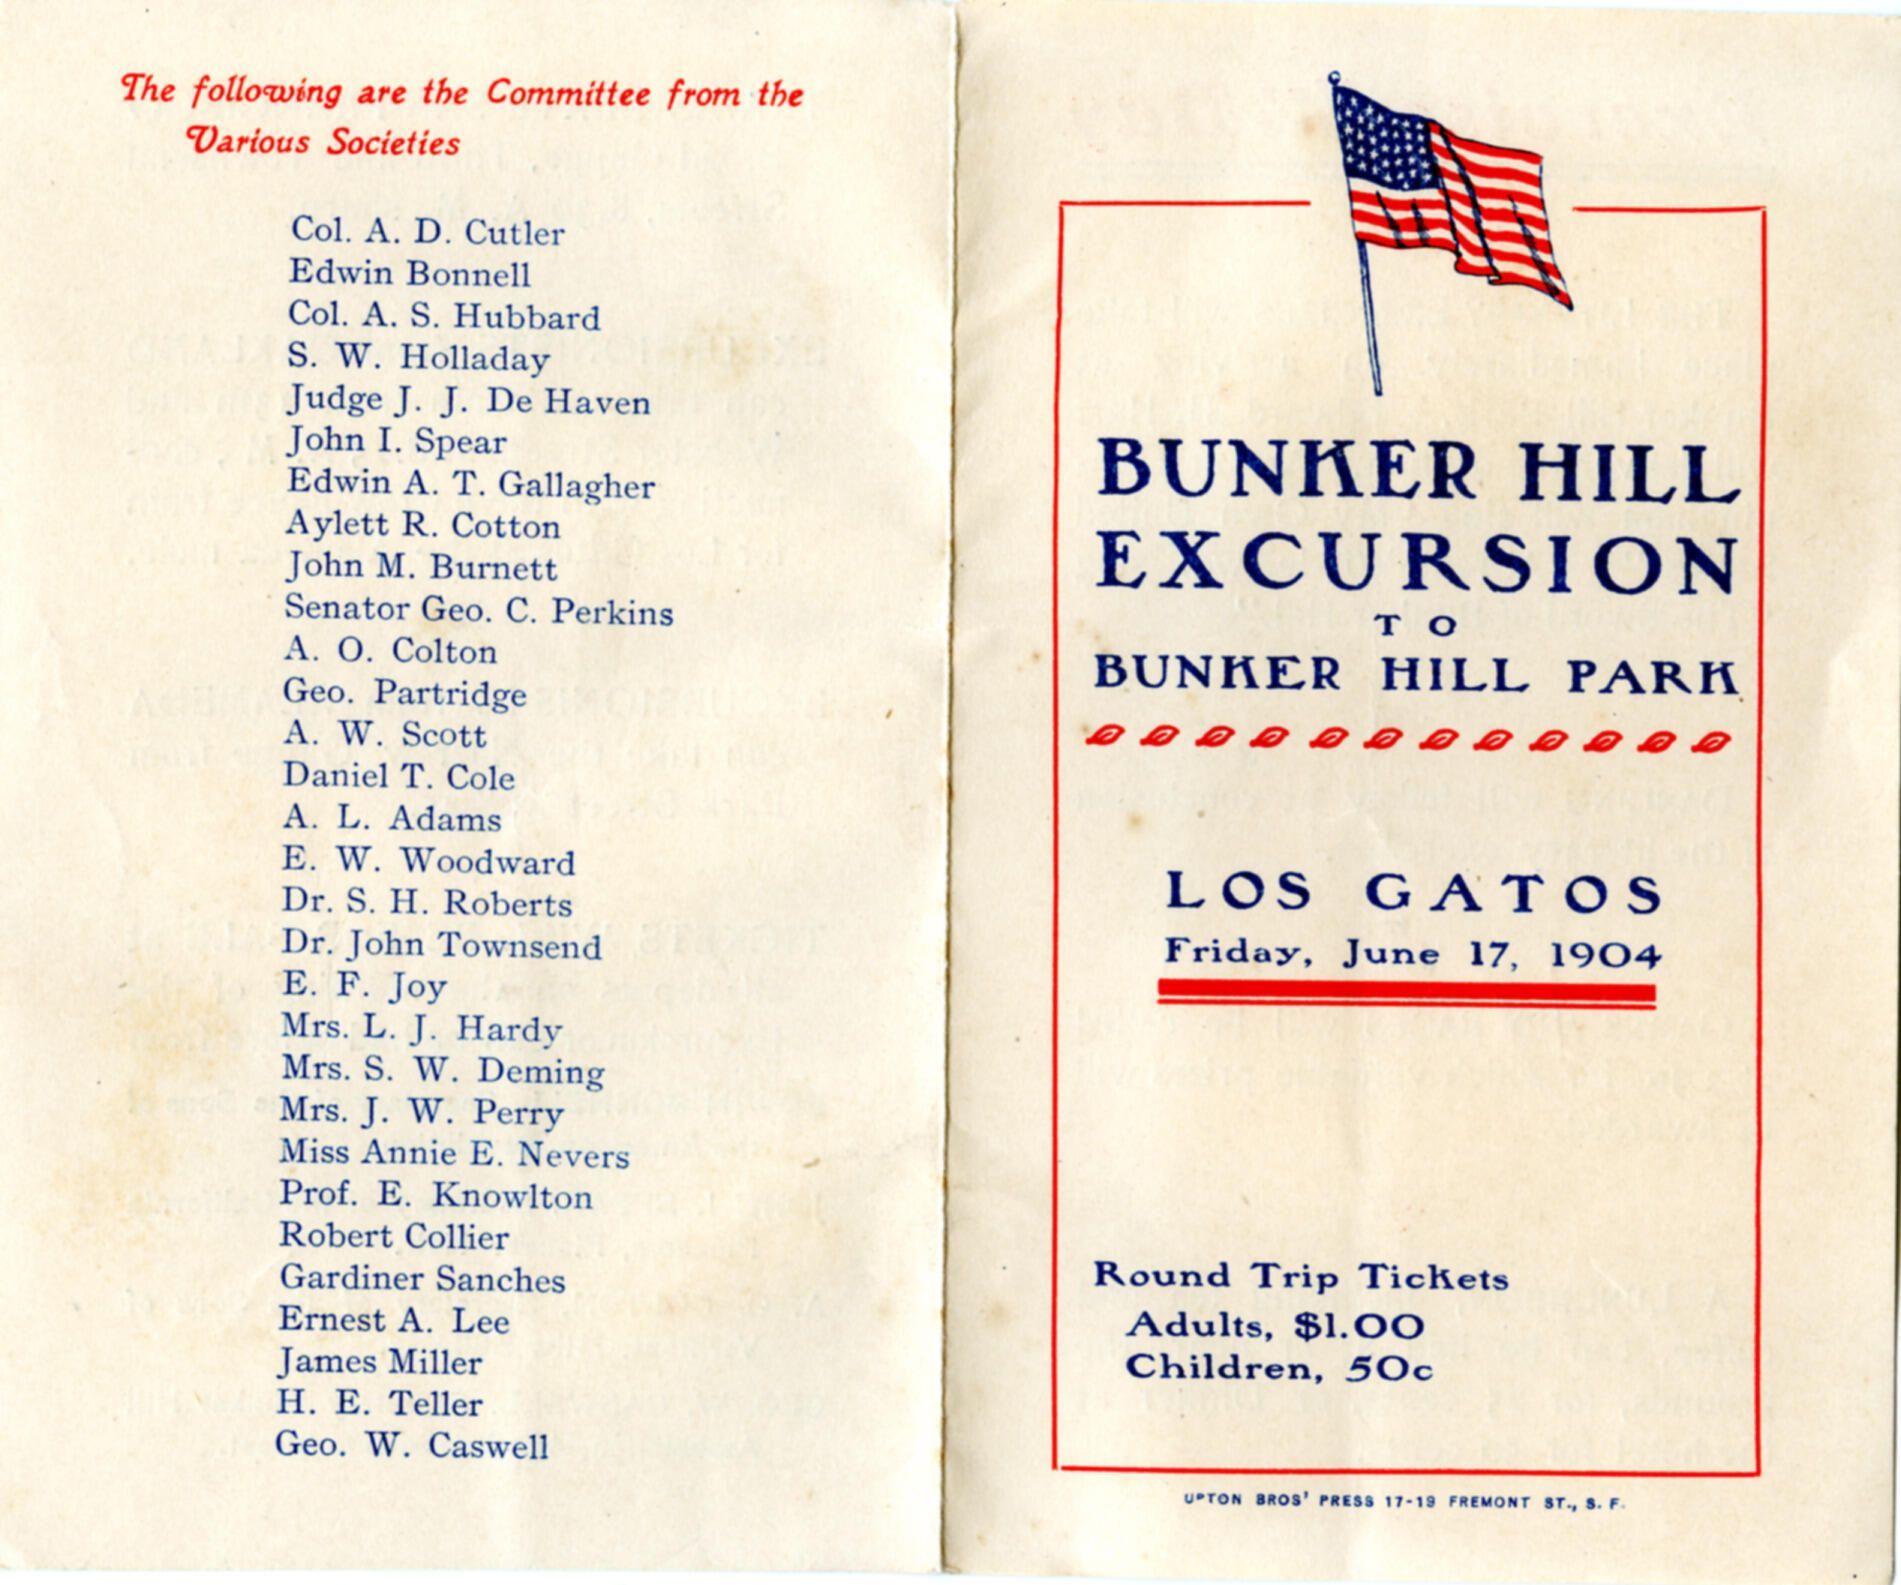 The following are the Committee from the
Various Societies
Col. A. D. Cutler
Edwin Bonnell
Col. A. S. Hubbard
S. W. Holladay
Judge J. J. De Haven
John I. Spear
Edwin A. T. Gallagher
Aylett R. Cotton
John M. Burnett
Senator Geo. C. Perkins
A. O. Colton
Geo. Partridge
A. W. Scott
Daniel T. Cole
A. L. Adams
E. W. Woodward
Dr. S. H. Roberts
Dr. John Townsend
E. F. Joy
Mrs. L. J. Hardy
Mrs. S. W. Deming
Mrs. J. W. Perry
Miss Annie E. Nevers
Prof. E. Knowlton
Robert Collier
Gardiner Sanches
Ernest A. Lee
James Miller
H. E. Teller
Geo. W. Caswell
BUNKER HILL
EXCURSION
TO
BUNKER HILL PARK
LOS GATOS
Friday, June 17, 1904
Round Trip Tickets
Adults, $1.00
Children, 50c
UPTON BROS' PRESS 17-19 FREMONT ST., S. F.